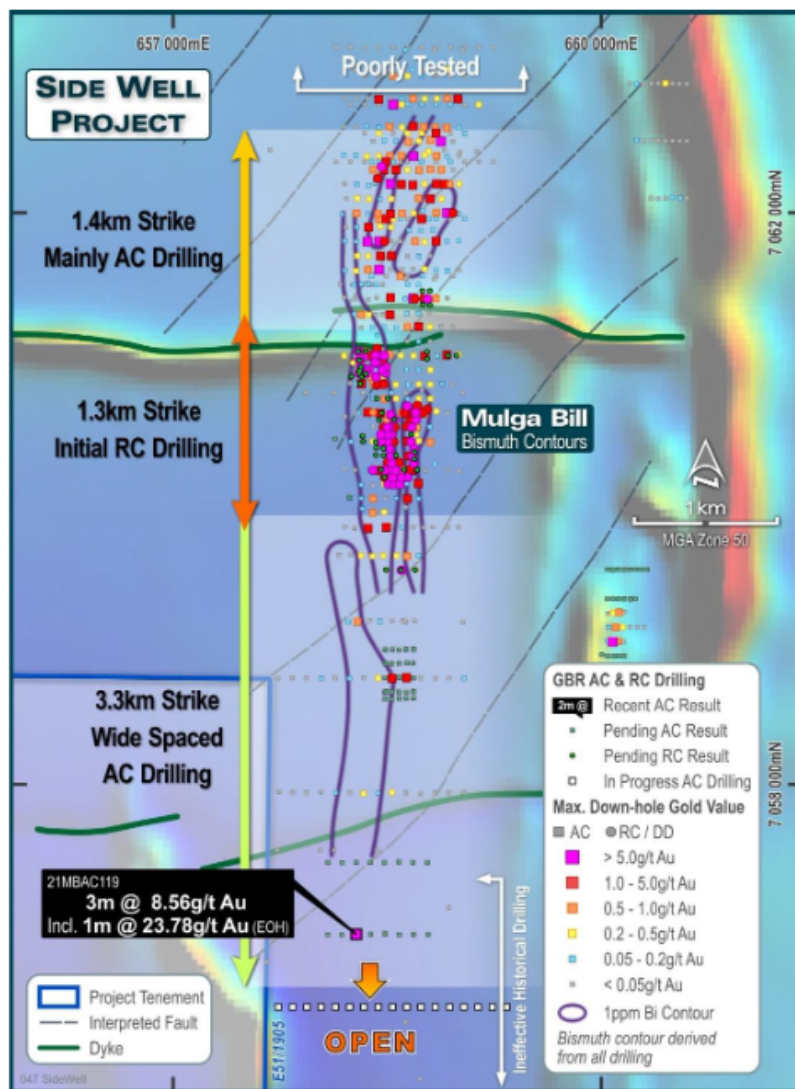 657 000mE
660 000mE
SIDE WELL
PROJECT
Poorly Tested
7 062 000mN
1.4km Strike
Mainly AC Drilling
1.3km Strike
Initial RC Drilling
Mulga Bill
Bismuth Contours
N
1km
MGA Zone 50
3.3km Strike
Wide Spaced
AC Drilling
7 058 000mN
GBR AC & RC Drilling
2m @ Recent AC Result
Pending AC Result
Pending RC Result
In Progress AC Drilling
Max. Down-hole Gold Value
AC RC / DD
> 5.0g/t Au
1.0 - 5.0g/t Au
0.5 - 1.0g/t Au
0.2 - 0.5g/t Au
0.05 - 0.2g/t Au
< 0.05g/t Au
1ppm Bi Contour
Bismuth contour derived
from all drilling
21MBAC119
3m @ 8.56g/t Au
Incl. 1m @ 23.78g/t Au (EOH)
Ineffective Historical Drilling
Project Tenement
Interpreted Fault
Dyke
E51/1905
OPEN
047 SideWell